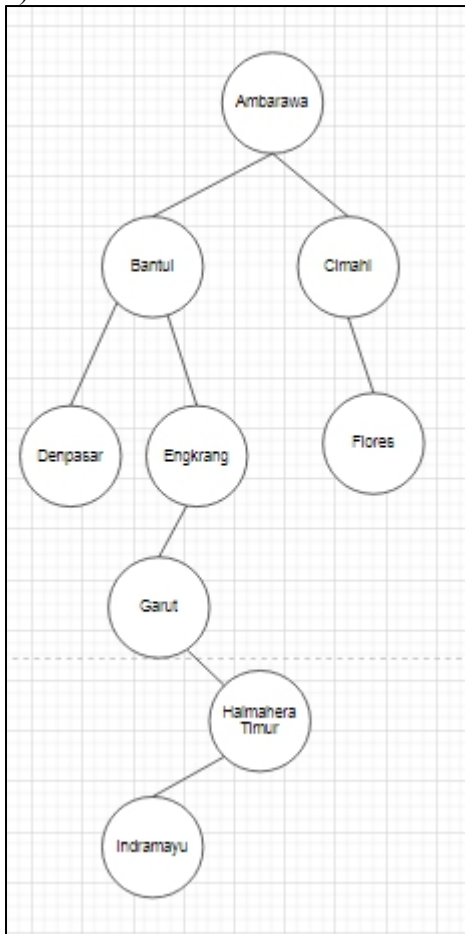 Ambarawa
Bantul
Cimahi
Denpasar
Engkrang
Flores
Garut
Halmahera
Timur
Indramayu